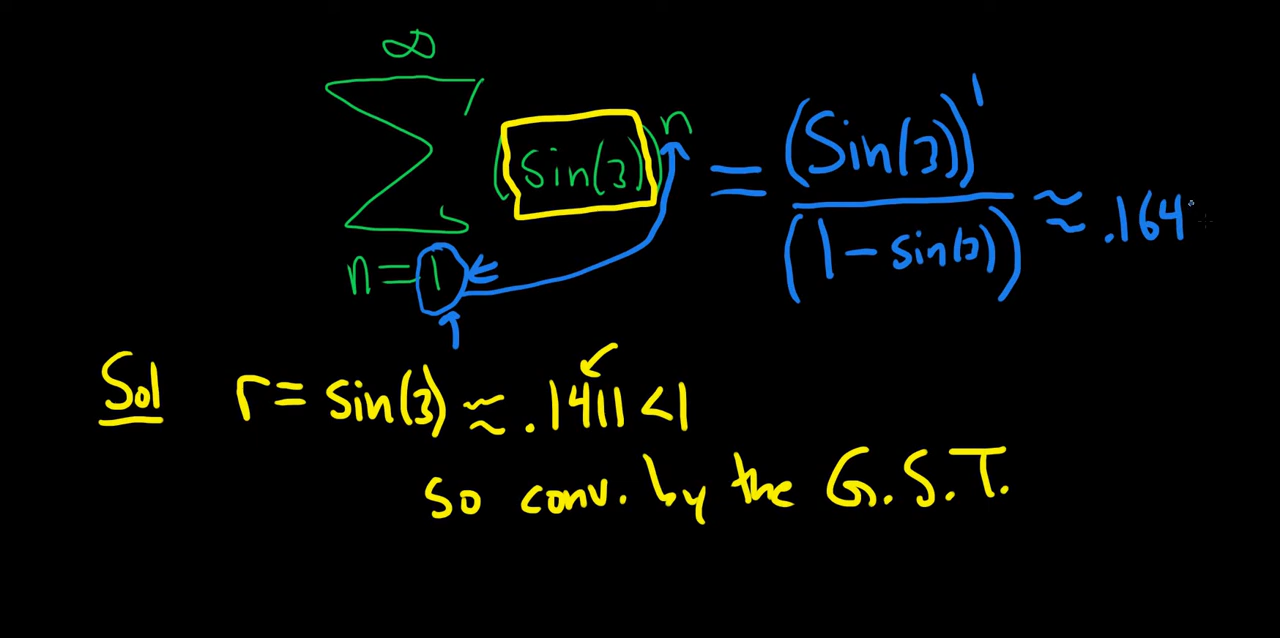 ∞
∑ (sin(3))ⁿ = (Sin(3))¹ / (1 − sin(3)) ≈ .164
n = 1
Sol r = sin(3) ≈ .1411 < 1
so conv. by the G.S.T.